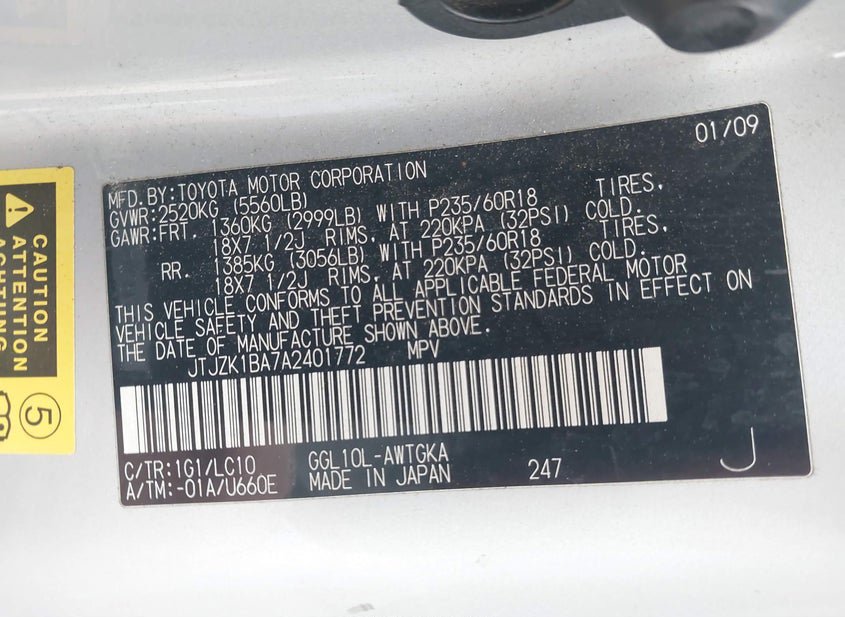 01/09
MFD.BY:TOYOTA MOTOR CORPORATION
GVWR:2520KG (5560LB)
GAWR:FRT. 1360KG (2999LB) WITH P235/60R18 TIRES,
18X7 1/2J RIMS, AT 220KPA (32PSI) COLD.
RR. 1385KG (3056LB) WITH P235/60R18 TIRES,
18X7 1/2J RIMS, AT 220KPA (32PSI) COLD.
THIS VEHICLE CONFORMS TO ALL APPLICABLE FEDERAL MOTOR
VEHICLE SAFETY AND THEFT PREVENTION STANDARDS IN EFFECT ON
THE DATE OF MANUFACTURE SHOWN ABOVE.
JTJZK1BA7A2401772 MPV
C/TR:1G1/LC10 GGL10L-AWTGKA
A/TM:-01A/U660E MADE IN JAPAN 247 J
CAUTION
ATTENTION
ACHTUNG
5